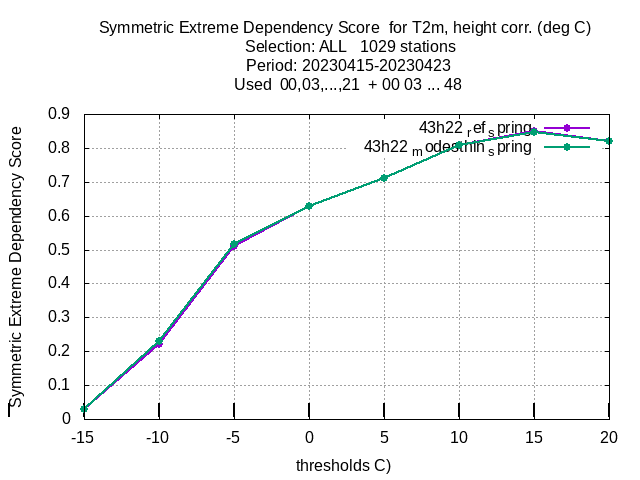 Symmetric Extreme Dependency Score  for T2m, height corr. (deg C)
Selection: ALL   1029 stations
Period: 20230415-20230423
Used  00,03,...,21  + 00 03 ... 48
Symmetric Extreme Dependency Score
0.9
0.8
0.7
0.6
0.5
0.4
0.3
0.2
0.1
0
43h22 ref spring
43h22 modesthin spring
-15 -10 -5 0 5 10 15 20
thresholds C)